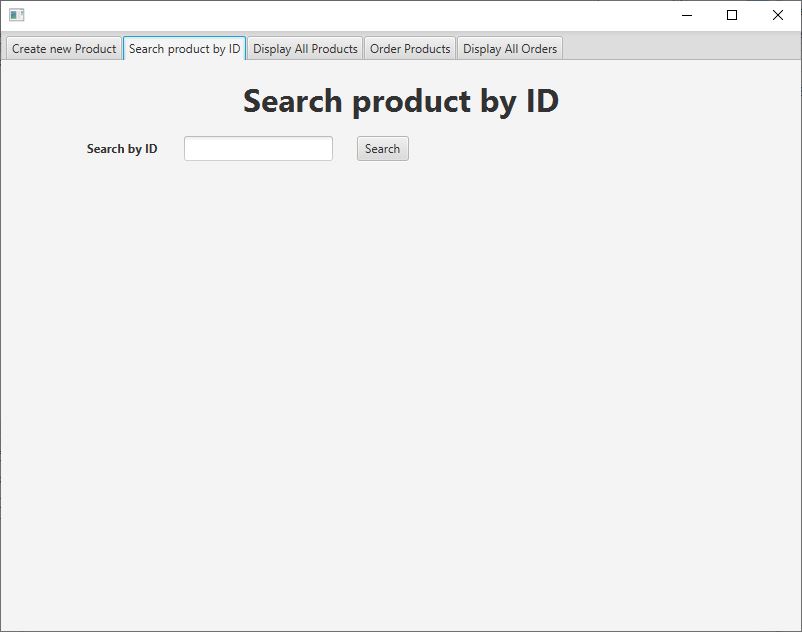 Create new Product Search product by ID Display All Products Order Products Display All Orders
Search product by ID
Search by ID Search